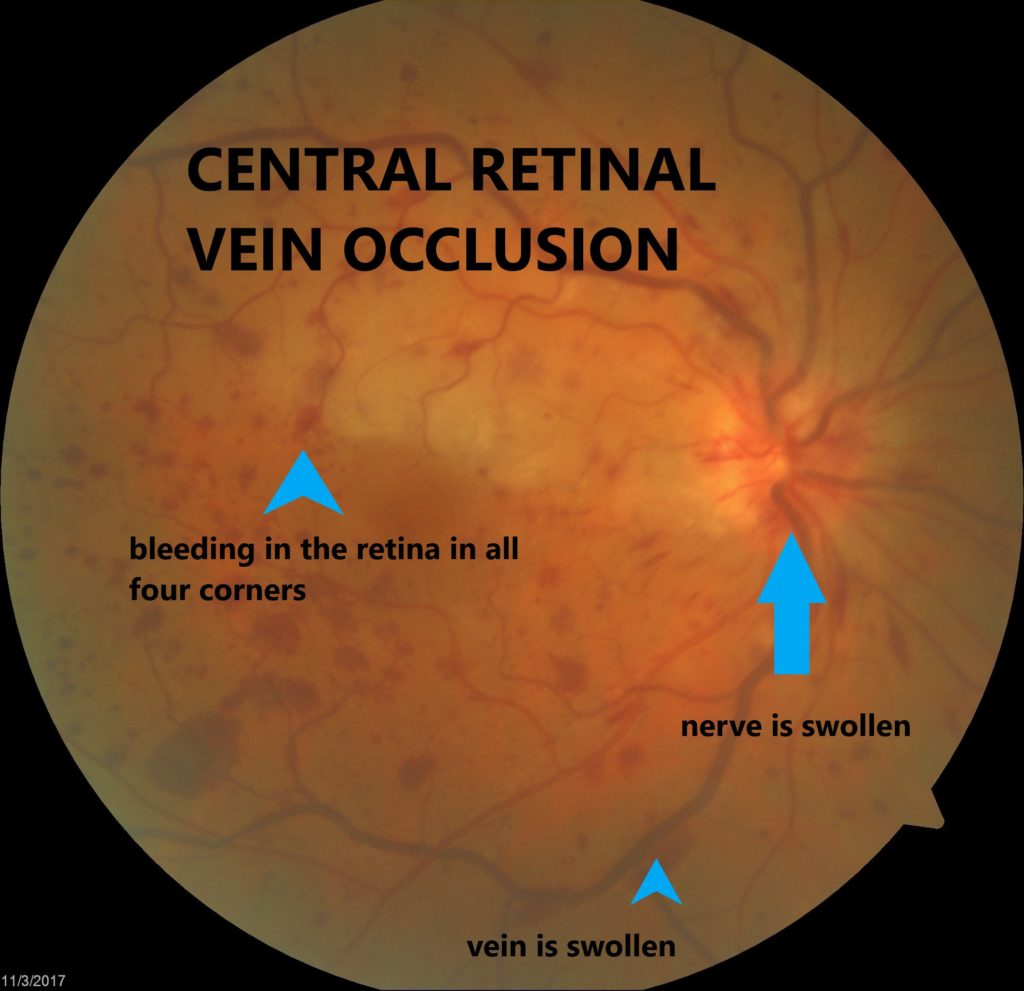 CENTRAL RETINAL
VEIN OCCLUSION
bleeding in the retina in all
four corners
nerve is swollen
vein is swollen
11/3/2017